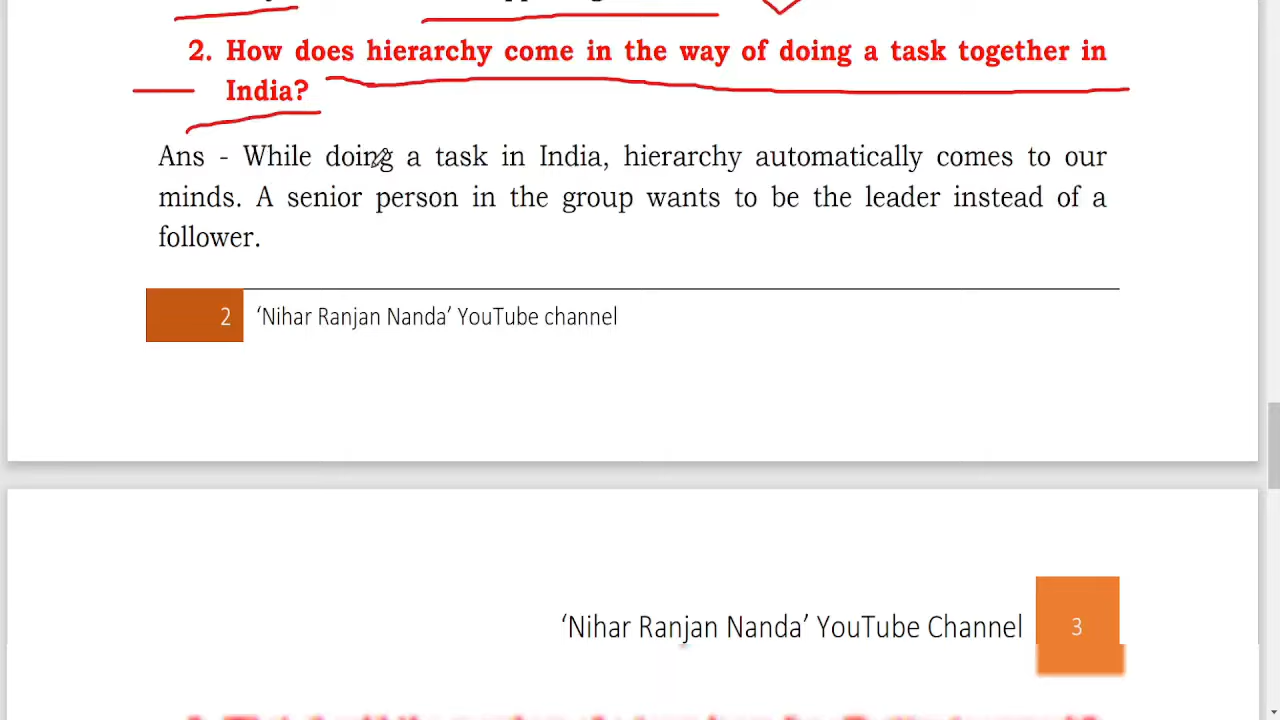 2. How does hierarchy come in the way of doing a task together in
India?
Ans - While doing a task in India, hierarchy automatically comes to our
minds. A senior person in the group wants to be the leader instead of a
follower.
2 ‘Nihar Ranjan Nanda’ YouTube channel
‘Nihar Ranjan Nanda’ YouTube Channel 3